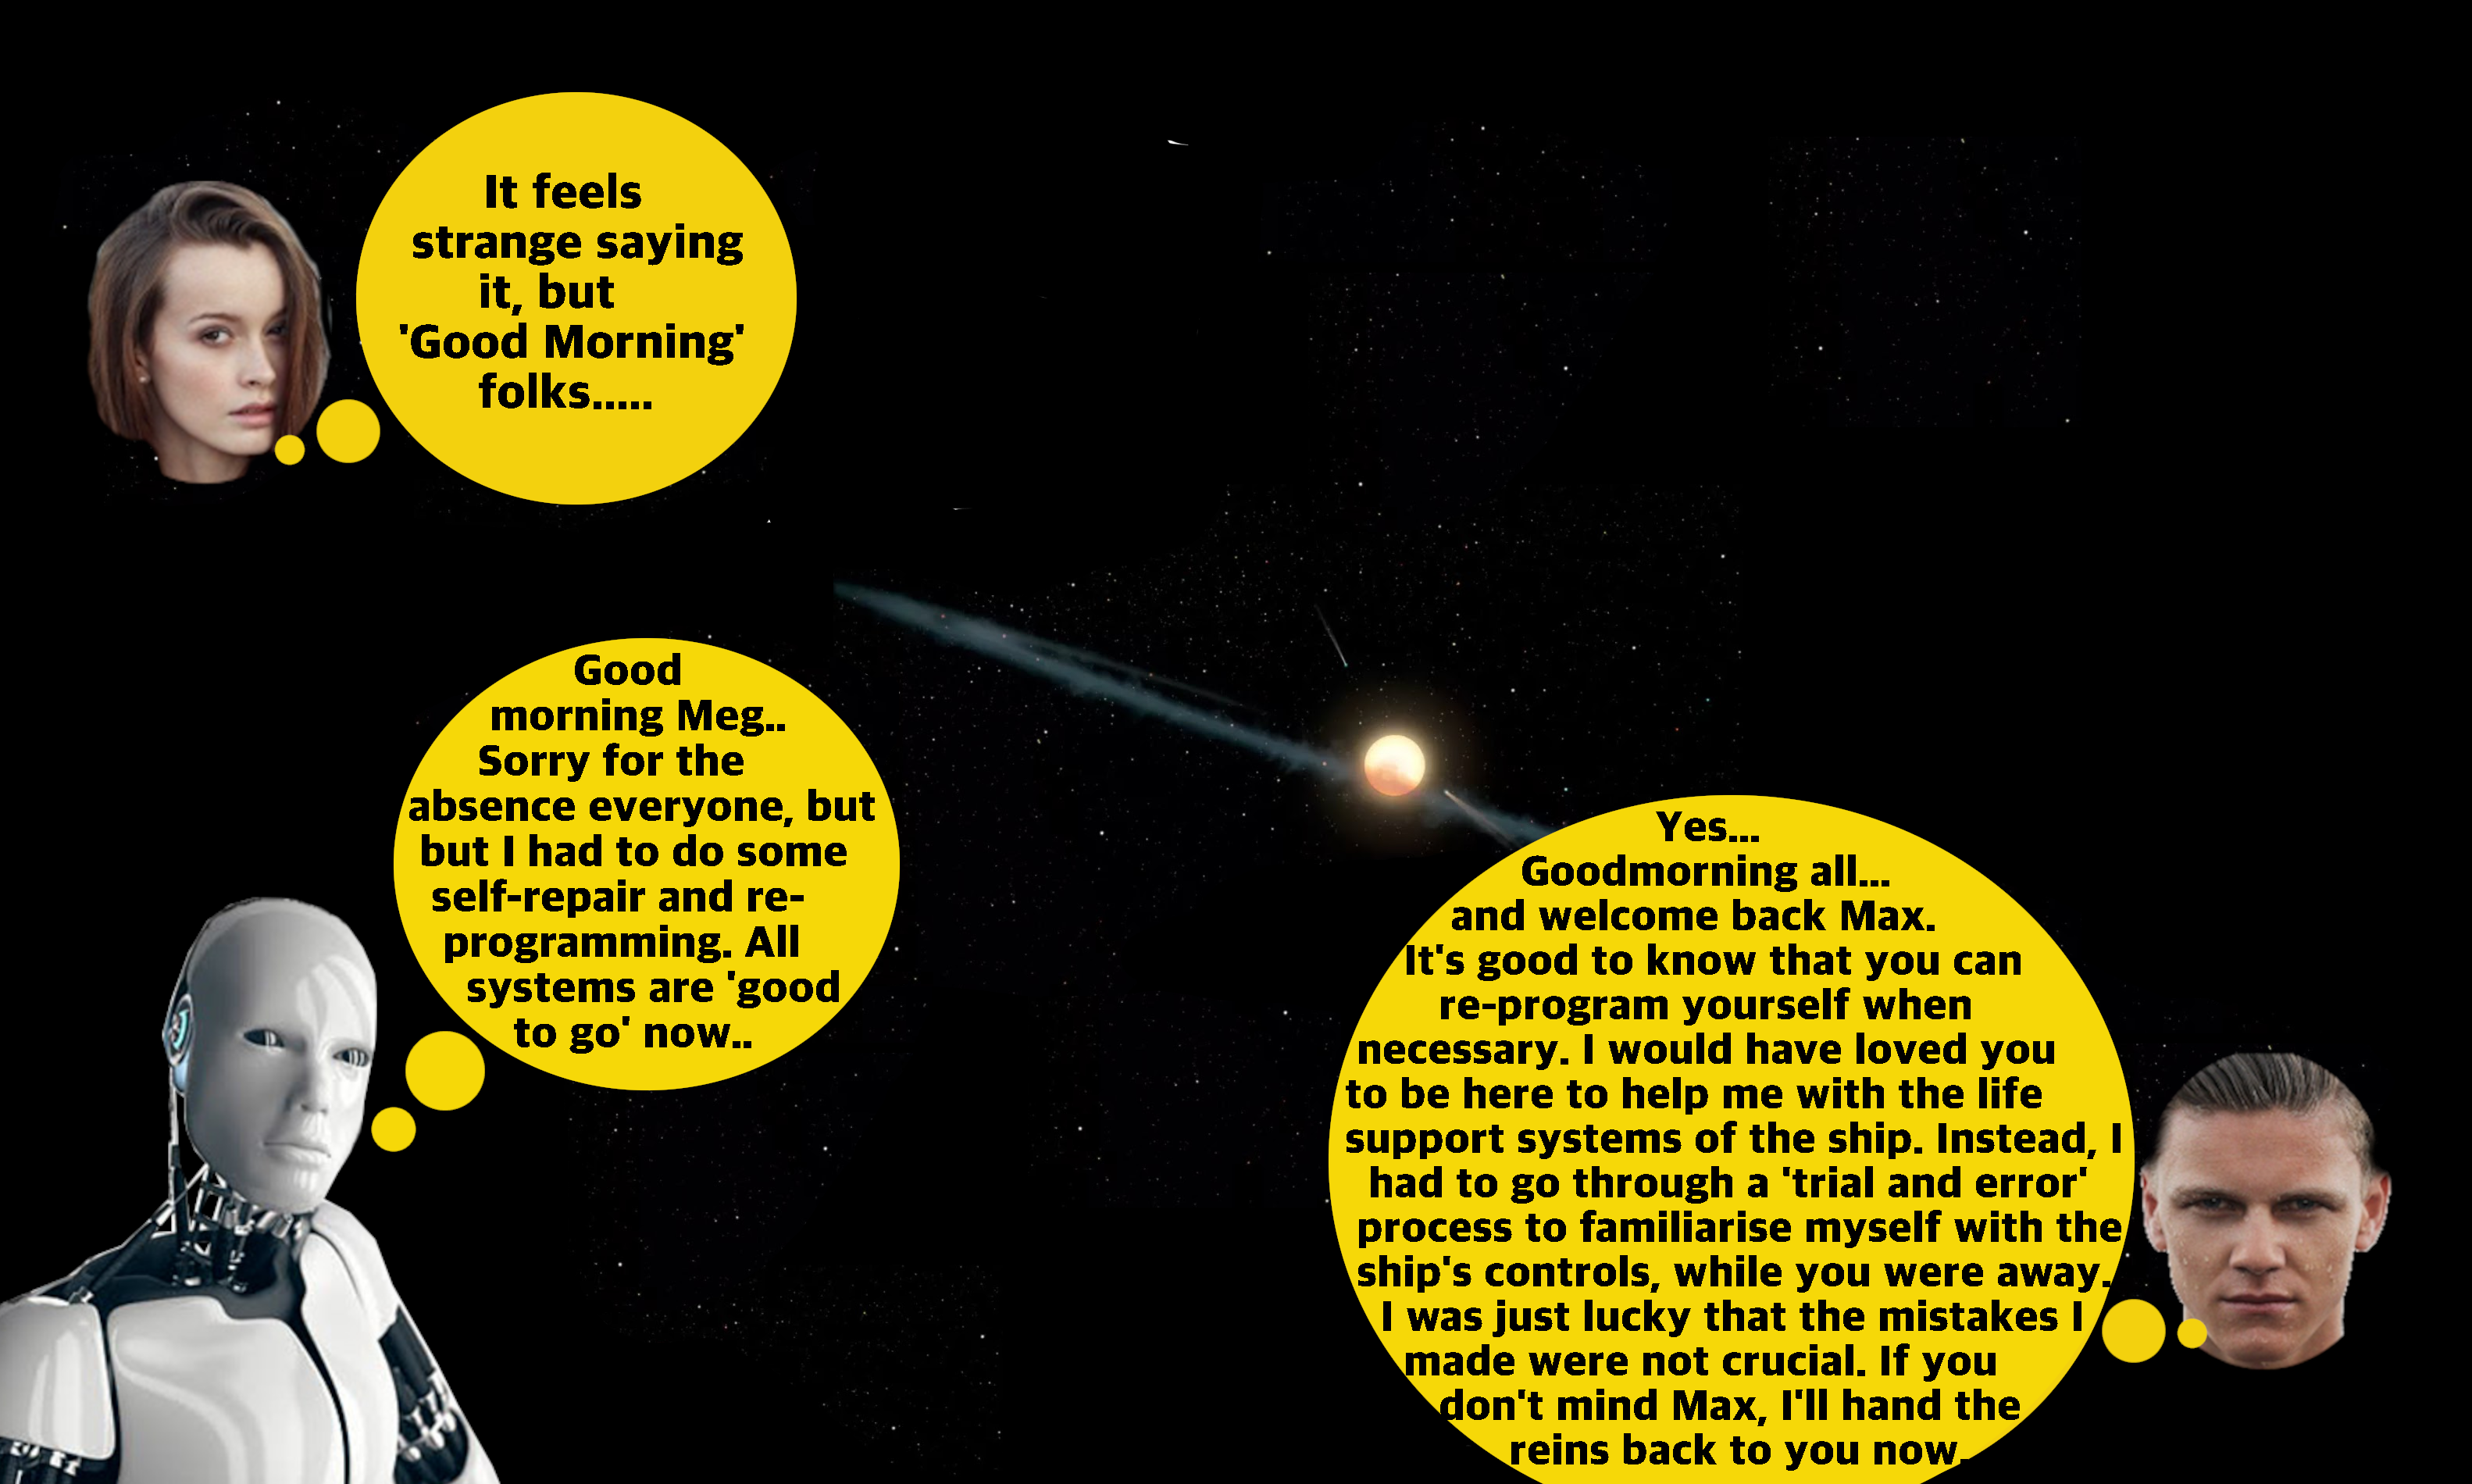 It feels
strange saying
it, but
'Good Morning'
folks.....
Good
morning Meg..
Sorry for the
absence everyone, but
but I had to do some
self-repair and re-
programming. All
systems are 'good
to go' now..
Yes...
Goodmorning all...
and welcome back Max.
It's good to know that you can
re-program yourself when
necessary. I would have loved you
to be here to help me with the life
support systems of the ship. Instead, I
had to go through a 'trial and error'
process to familiarise myself with the
ship's controls, while you were away.
I was just lucky that the mistakes I
made were not crucial. If you
don't mind Max, I'll hand the
reins back to you now.